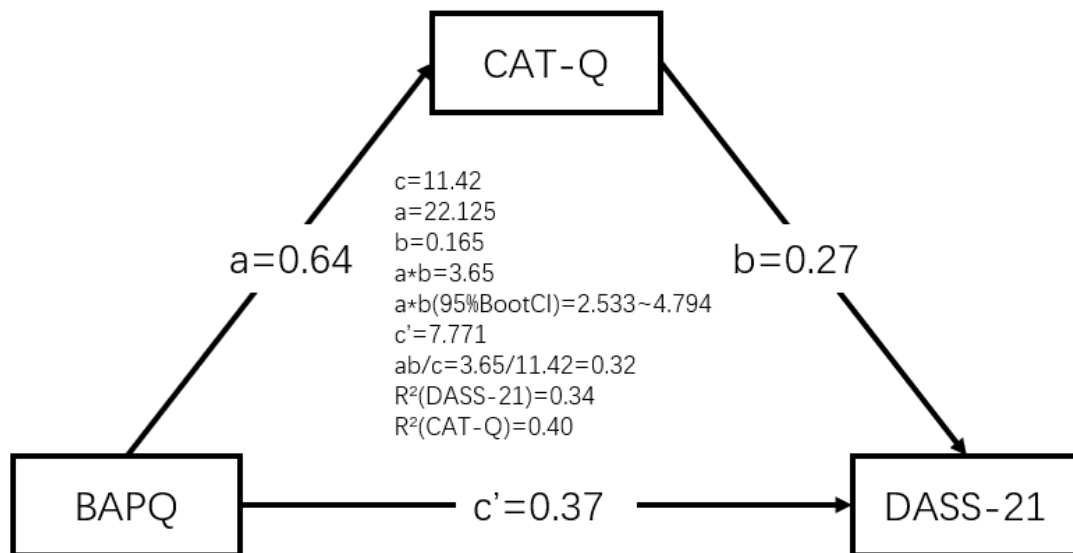 CAT-Q
c=11.42
a=22.125
b=0.165
a*b=3.65
a*b(95%BootCI)=2.533~4.794
c’=7.771
ab/c=3.65/11.42=0.32
R²(DASS-21)=0.34
R²(CAT-Q)=0.40
a=0.64
b=0.27
BAPQ
c’=0.37
DASS-21